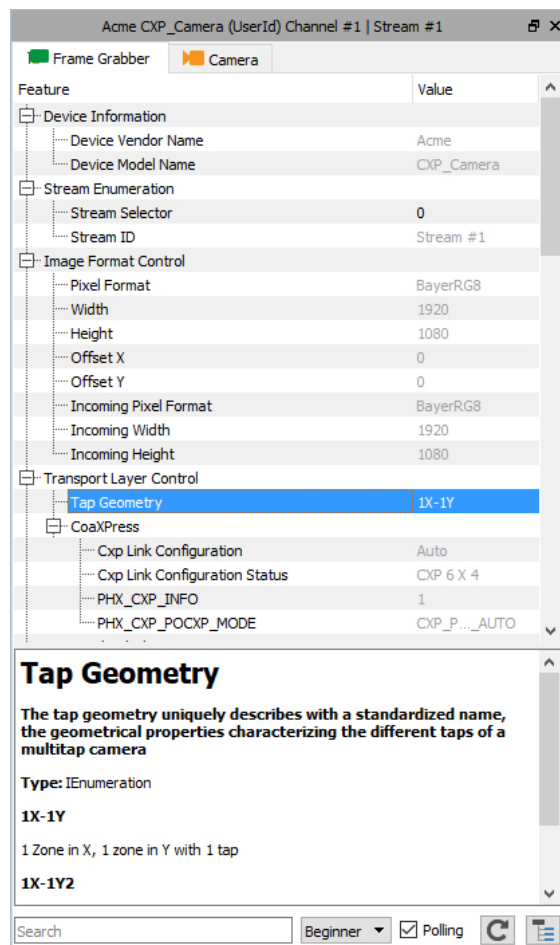 Acme CXP_Camera (UserId) Channel #1 | Stream #1
Frame Grabber Camera
Feature Value
Device Information
Device Vendor Name Acme
Device Model Name CXP_Camera
Stream Enumeration
Stream Selector 0
Stream ID Stream #1
Image Format Control
Pixel Format BayerRG8
Width 1920
Height 1080
Offset X 0
Offset Y 0
Incoming Pixel Format BayerRG8
Incoming Width 1920
Incoming Height 1080
Transport Layer Control
Tap Geometry 1X-1Y
CoaXPress
Cxp Link Configuration Auto
Cxp Link Configuration Status CXP 6 X 4
PHX_CXP_INFO 1
PHX_CXP_POCXP_MODE CXP_P..._AUTO
Tap Geometry
The tap geometry uniquely describes with a standardized name,
the geometrical properties characterizing the different taps of a
multitap camera
Type: IEnumeration
1X-1Y
1 Zone in X, 1 zone in Y with 1 tap
1X-1Y2
Search Beginner Polling